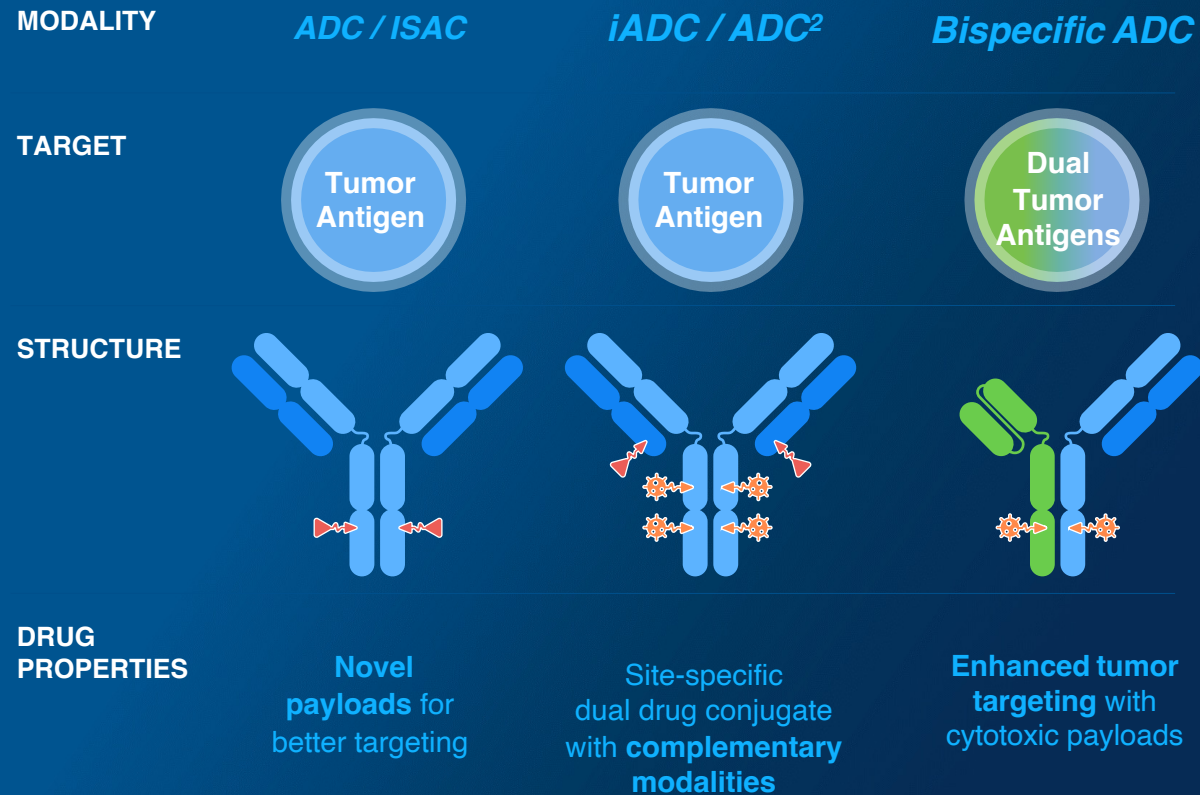 MODALITY
ADC / ISAC
iADC / ADC²
Bispecific ADC
TARGET
Tumor
Antigen
Tumor
Antigen
Dual
Tumor
Antigens
STRUCTURE
DRUG
PROPERTIES
Novel
payloads for
better targeting
Site-specific
dual drug conjugate
with complementary
modalities
Enhanced tumor
targeting with
cytotoxic payloads